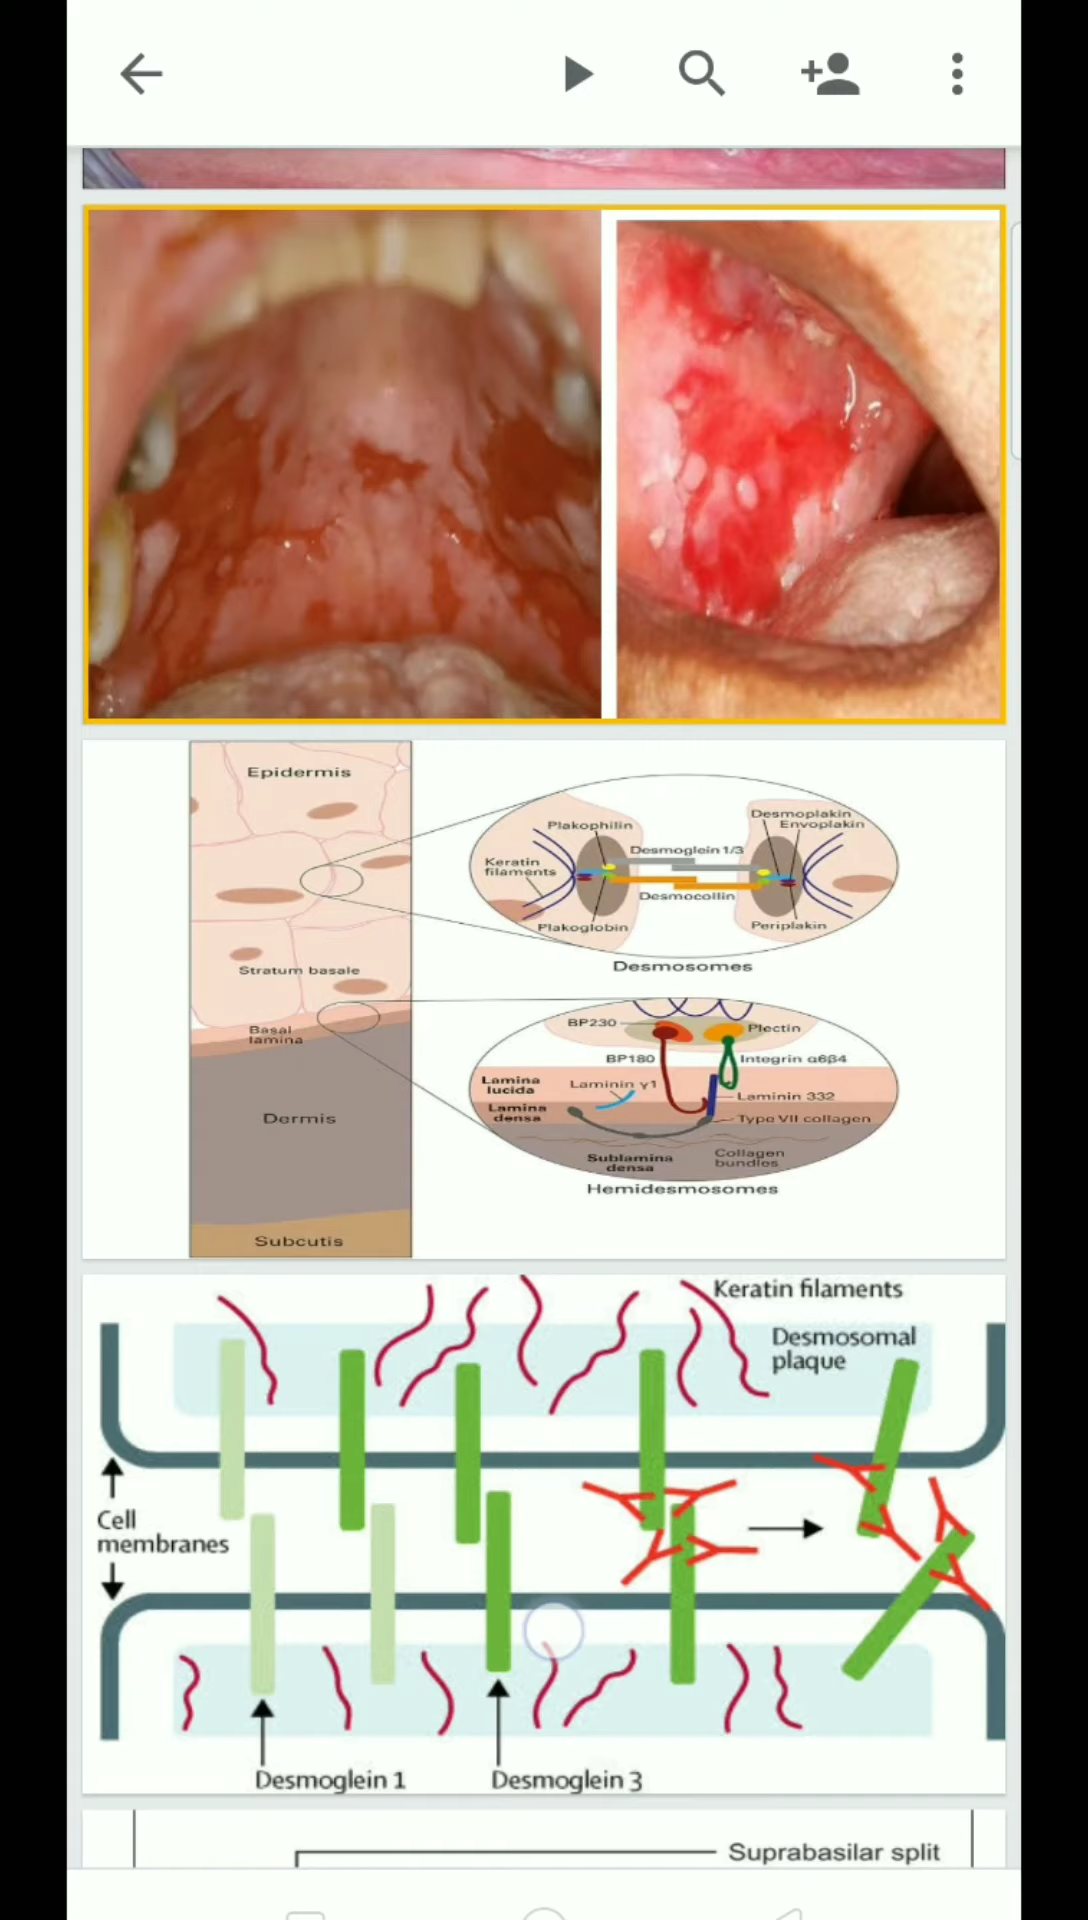 Epidermis
Stratum basale
Basal
lamina
Dermis
Subcutis
Plakophilin
Keratin
filaments
Plakoglobin
Desmoglein 1/3
Desmocollin
Desmoplakin
Envoplakin
Periplakin
Desmosomes
BP230
Plectin
BP180
Integrin α6β4
Lamina
lucida
Laminin γ1
Laminin 332
Lamina
densa
Type VII collagen
Sublamina
densa
Collagen
bundles
Hemidesmosomes
Keratin filaments
Desmosomal
plaque
Cell
membranes
Desmoglein 1
Desmoglein 3
Suprabasilar split